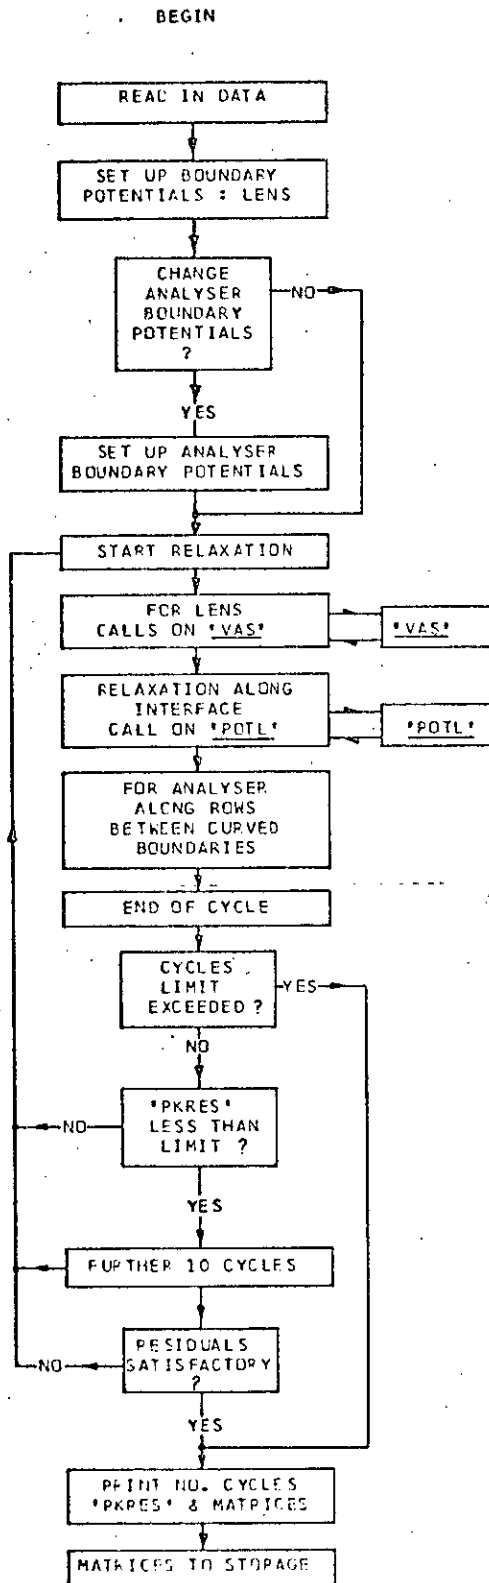 BEGIN
READ IN DATA
SET UP BOUNDARY
POTENTIALS : LENS
CHANGE
ANALYSER
BOUNDARY
POTENTIALS
?
NO
YES
SET UP ANALYSER
BOUNDARY POTENTIALS
START RELAXATION
FOR LENS
CALLS ON 'VAS'
'VAS'
RELAXATION ALONG
INTERFACE
CALL ON 'POTL'
'POTL'
FOR ANALYSER
ALONG ROWS
BETWEEN CURVED
BOUNDARIES
END OF CYCLE
CYCLES
LIMIT
EXCEEDED ?
YES
NO
'PKRES'
LESS THAN
LIMIT ?
NO
YES
FURTHER 10 CYCLES
RESIDUALS
SATISFACTORY
?
NO
YES
PRINT NO. CYCLES
'PKRES' & MATRICES
MATRICES TO STORAGE